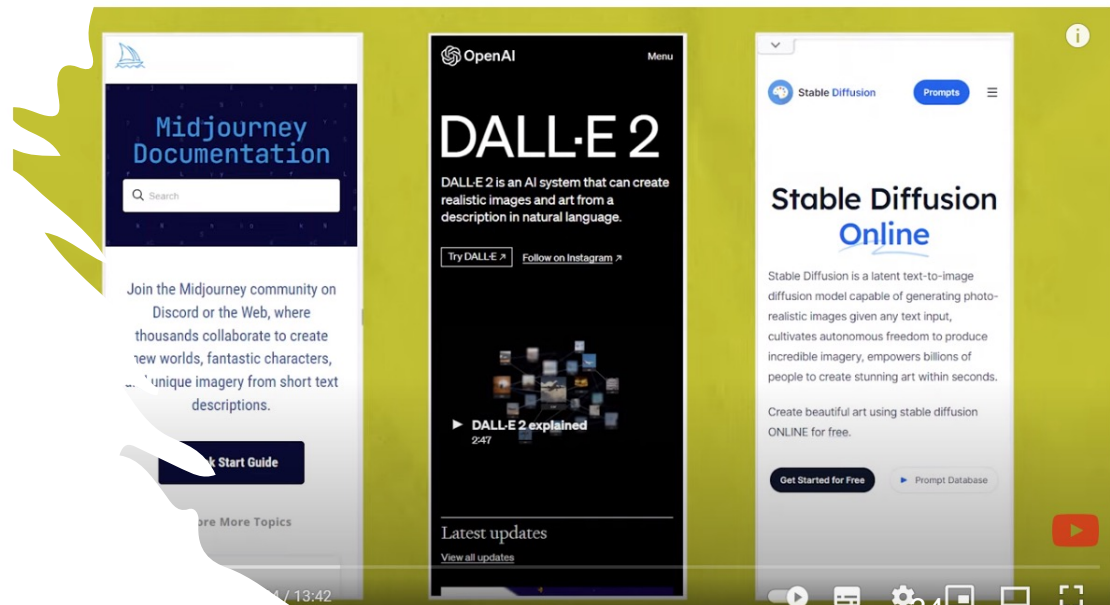 Midjourney
Documentation
Search
Join the Midjourney community on
Discord or the Web, where
thousands collaborate to create
new worlds, fantastic characters,
unique imagery from short text
descriptions.
Start Guide
More Topics
/ 13:42
OpenAI
Menu
DALL·E 2
DALL·E 2 is an AI system that can create
realistic images and art from a
description in natural language.
Try DALL·E ↗ Follow on Instagram ↗
DALL·E 2 explained
2:47
Latest updates
View all updates
Stable Diffusion
Prompts
Stable Diffusion
Online
Stable Diffusion is a latent text-to-image
diffusion model capable of generating photo-
realistic images given any text input,
cultivates autonomous freedom to produce
incredible imagery, empowers billions of
people to create stunning art within seconds.
Create beautiful art using stable diffusion
ONLINE for free.
Get Started for Free
Prompt Database